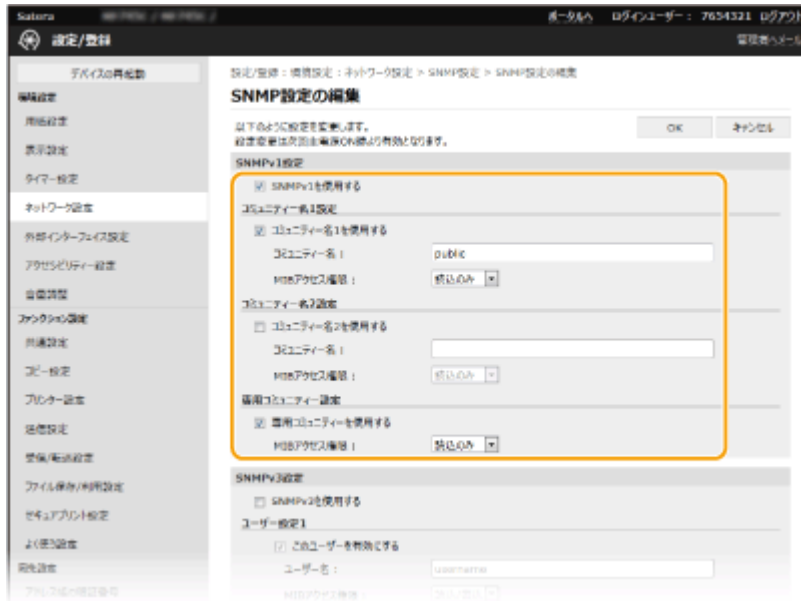 Satera
ポータルへ ログインユーザー： 7654321 ログアウト
設定/登録
管理者へメール
デバイスの再起動
環境設定
用紙設定
表示設定
タイマー設定
ネットワーク設定
外部インターフェイス設定
アクセシビリティー設定
自動調整
ファンクション設定
共通設定
コピー設定
プリンター設定
送信設定
受信/転送設定
ファイル保存/利用設定
セキュアプリント設定
よく使う設定
宛先設定
アドレス帳の暗証番号
設定/登録：環境設定：ネットワーク設定 > SNMP設定 > SNMP設定の編集
SNMP設定の編集
以下のように設定を変更します。
設定変更は次回主電源ON時より有効となります。
OK キャンセル
SNMPv1設定
SNMPv1を使用する
コミュニティー名1設定
コミュニティー名1を使用する
コミュニティー名： public
MIBアクセス権限： 読込のみ
コミュニティー名2設定
コミュニティー名2を使用する
コミュニティー名：
MIBアクセス権限： 読込のみ
専用コミュニティー設定
専用コミュニティーを使用する
MIBアクセス権限： 読込のみ
SNMPv3設定
SNMPv3を使用する
ユーザー設定1
このユーザーを有効にする
ユーザー名： username
MIBアクセス権限： 読込/書込